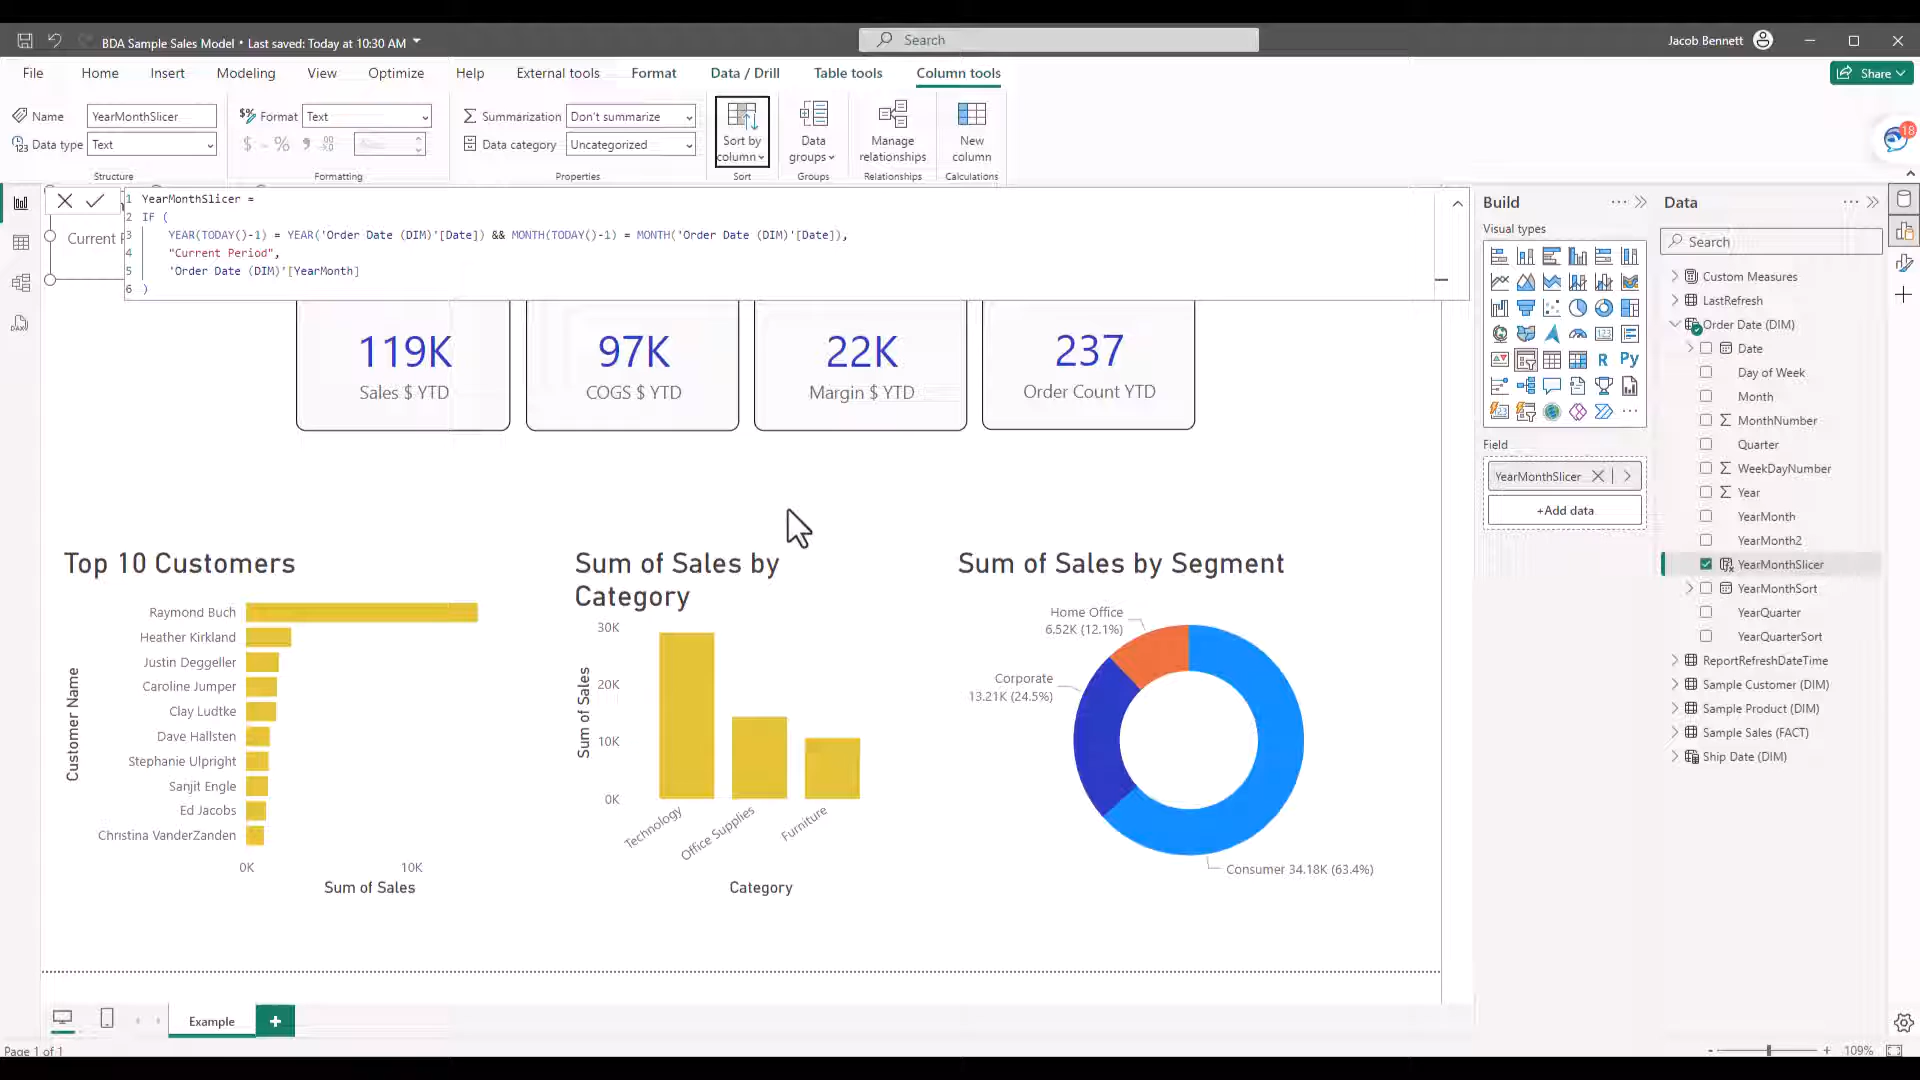 BDA Sample Sales Model • Last saved: Today at 10:30 AM
Search
Jacob Bennett
File
Home
Insert
Modeling
View
Optimize
Help
External tools
Format
Data / Drill
Table tools
Column tools
Share
Name
YearMonthSlicer
Data type
Text
Structure
Format
Text
$
%
Formatting
Summarization
Don't summarize
Data category
Uncategorized
Properties
Sort by
column
Sort
Data
groups
Groups
Manage
relationships
Relationships
New
column
Calculations
18
Current
1 YearMonthSlicer =
2 IF (
3 YEAR(TODAY()-1) = YEAR('Order Date (DIM)'[Date]) && MONTH(TODAY()-1) = MONTH('Order Date (DIM)'[Date]),
4 "Current Period",
5 'Order Date (DIM)'[YearMonth]
6 )
119K
Sales $ YTD
97K
COGS $ YTD
22K
Margin $ YTD
237
Order Count YTD
Top 10 Customers
Customer Name
Raymond Buch
Heather Kirkland
Justin Deggeller
Caroline Jumper
Clay Ludtke
Dave Hallsten
Stephanie Ulpright
Sanjit Engle
Ed Jacobs
Christina VanderZanden
0K
10K
Sum of Sales
Sum of Sales by
Category
Sum of Sales
30K
20K
10K
0K
Technology
Office Supplies
Furniture
Category
Sum of Sales by Segment
Home Office
6.52K (12.1%)
Corporate
13.21K (24.5%)
Consumer 34.18K (63.4%)
Build
Visual types
R
Py
Field
YearMonthSlicer
+Add data
Data
Search
Custom Measures
LastRefresh
Order Date (DIM)
Date
Day of Week
Month
MonthNumber
Quarter
WeekDayNumber
Year
YearMonth
YearMonth2
YearMonthSlicer
YearMonthSort
YearQuarter
YearQuarterSort
ReportRefreshDateTime
Sample Customer (DIM)
Sample Product (DIM)
Sample Sales (FACT)
Ship Date (DIM)
Example
Page 1 of 1
109%